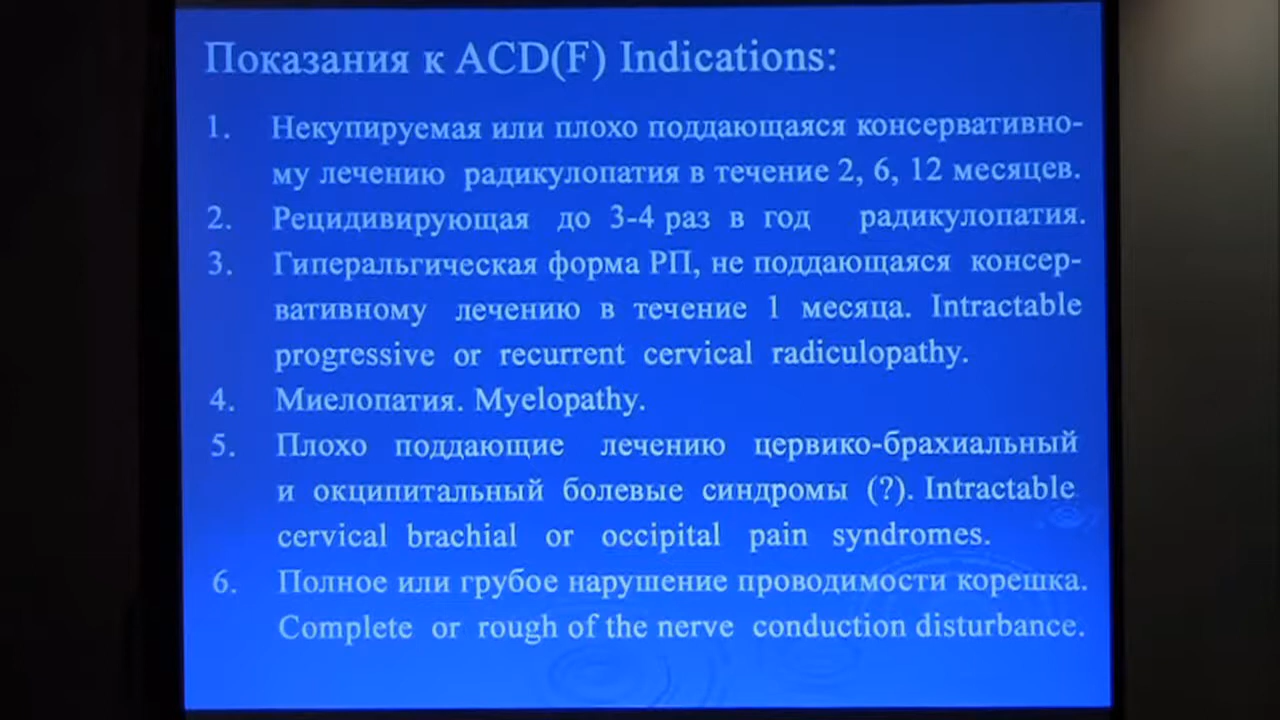 Показания к ACD(F) Indications:
1. Некупируемая или плохо поддающаяся консервативно-
му лечению радикулопатия в течение 2, 6, 12 месяцев.
2. Рецидивирующая до 3-4 раз в год радикулопатия.
3. Гиперальгическая форма РП, не поддающаяся консер-
вативному лечению в течение 1 месяца. Intractable
progressive or recurrent cervical radiculopathy.
4. Миелопатия. Myelopathy.
5. Плохо поддающие лечению цервико-брахиальный
и окципитальный болевые синдромы (?). Intractable
cervical brachial or occipital pain syndromes.
6. Полное или грубое нарушение проводимости корешка.
Complete or rough of the nerve conduction disturbance.